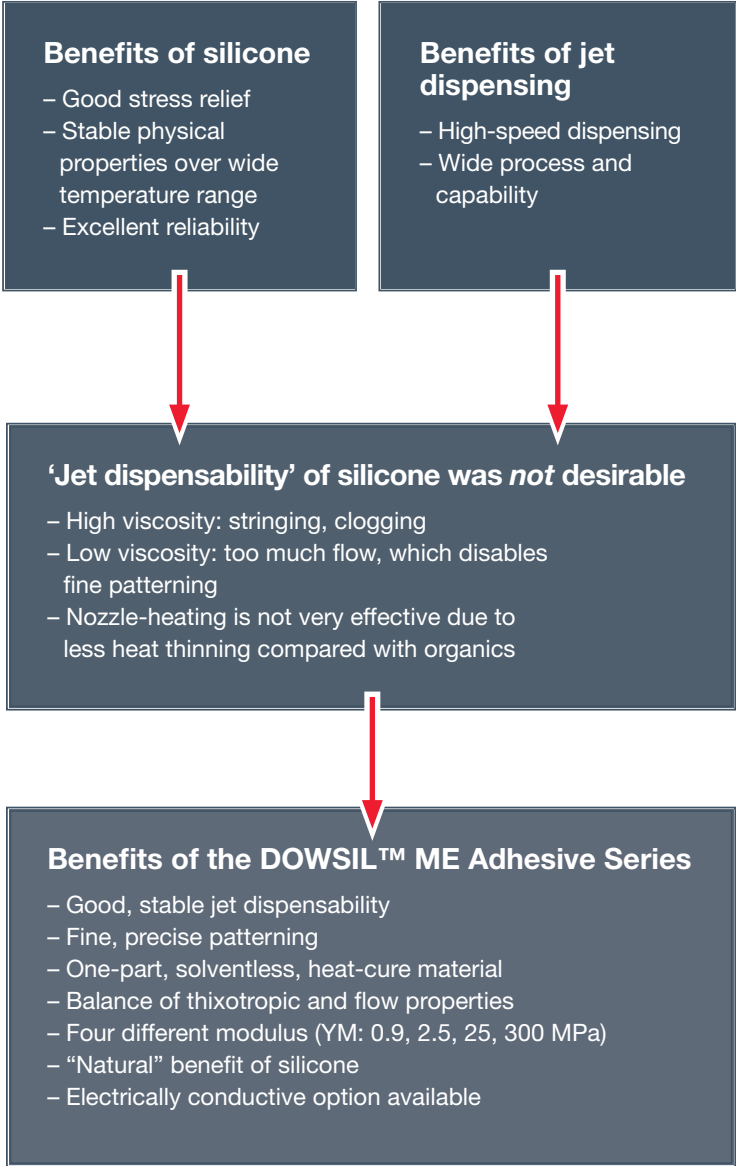 Benefits of silicone
– Good stress relief
– Stable physical
properties over wide
temperature range
– Excellent reliability
Benefits of jet
dispensing
– High-speed dispensing
– Wide process and
capability
‘Jet dispensability’ of silicone was not desirable
– High viscosity: stringing, clogging
– Low viscosity: too much flow, which disables
fine patterning
– Nozzle-heating is not very effective due to
less heat thinning compared with organics
Benefits of the DOWSIL™ ME Adhesive Series
– Good, stable jet dispensability
– Fine, precise patterning
– One-part, solventless, heat-cure material
– Balance of thixotropic and flow properties
– Four different modulus (YM: 0.9, 2.5, 25, 300 MPa)
– “Natural” benefit of silicone
– Electrically conductive option available